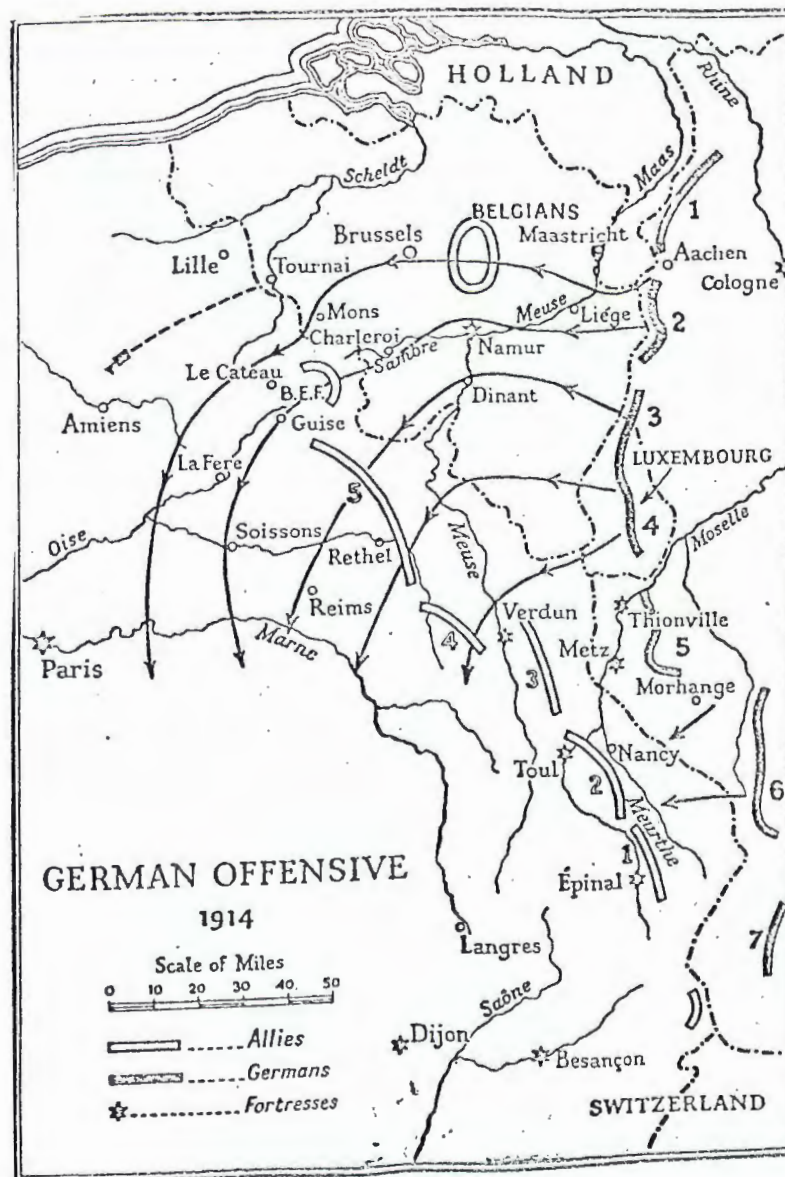 HOLLAND
Rhine
Maas
Scheldt
1
BELGIANS
Brussels
Maastricht
Lille
Tournai
Aachen
Cologne
Mons
Meuse
Liége
2
Charleroi
Sambre
Namur
Le Cateau
B.E.F.
Dinant
3
Amiens
Guise
La Fere
LUXEMBOURG
5
4
Moselle
Oise
Soissons
Rethel
Meuse
Reims
Verdun
Thionville
Marne
4
Metz
5
Paris
3
Morhange
Toul
Nancy
2
6
Meurthe
1
GERMAN OFFENSIVE
1914
Épinal
7
Langres
Scale of Miles
0 10 20 30 40 50
Saône
Allies
Dijon
Germans
Besançon
Fortresses
SWITZERLAND